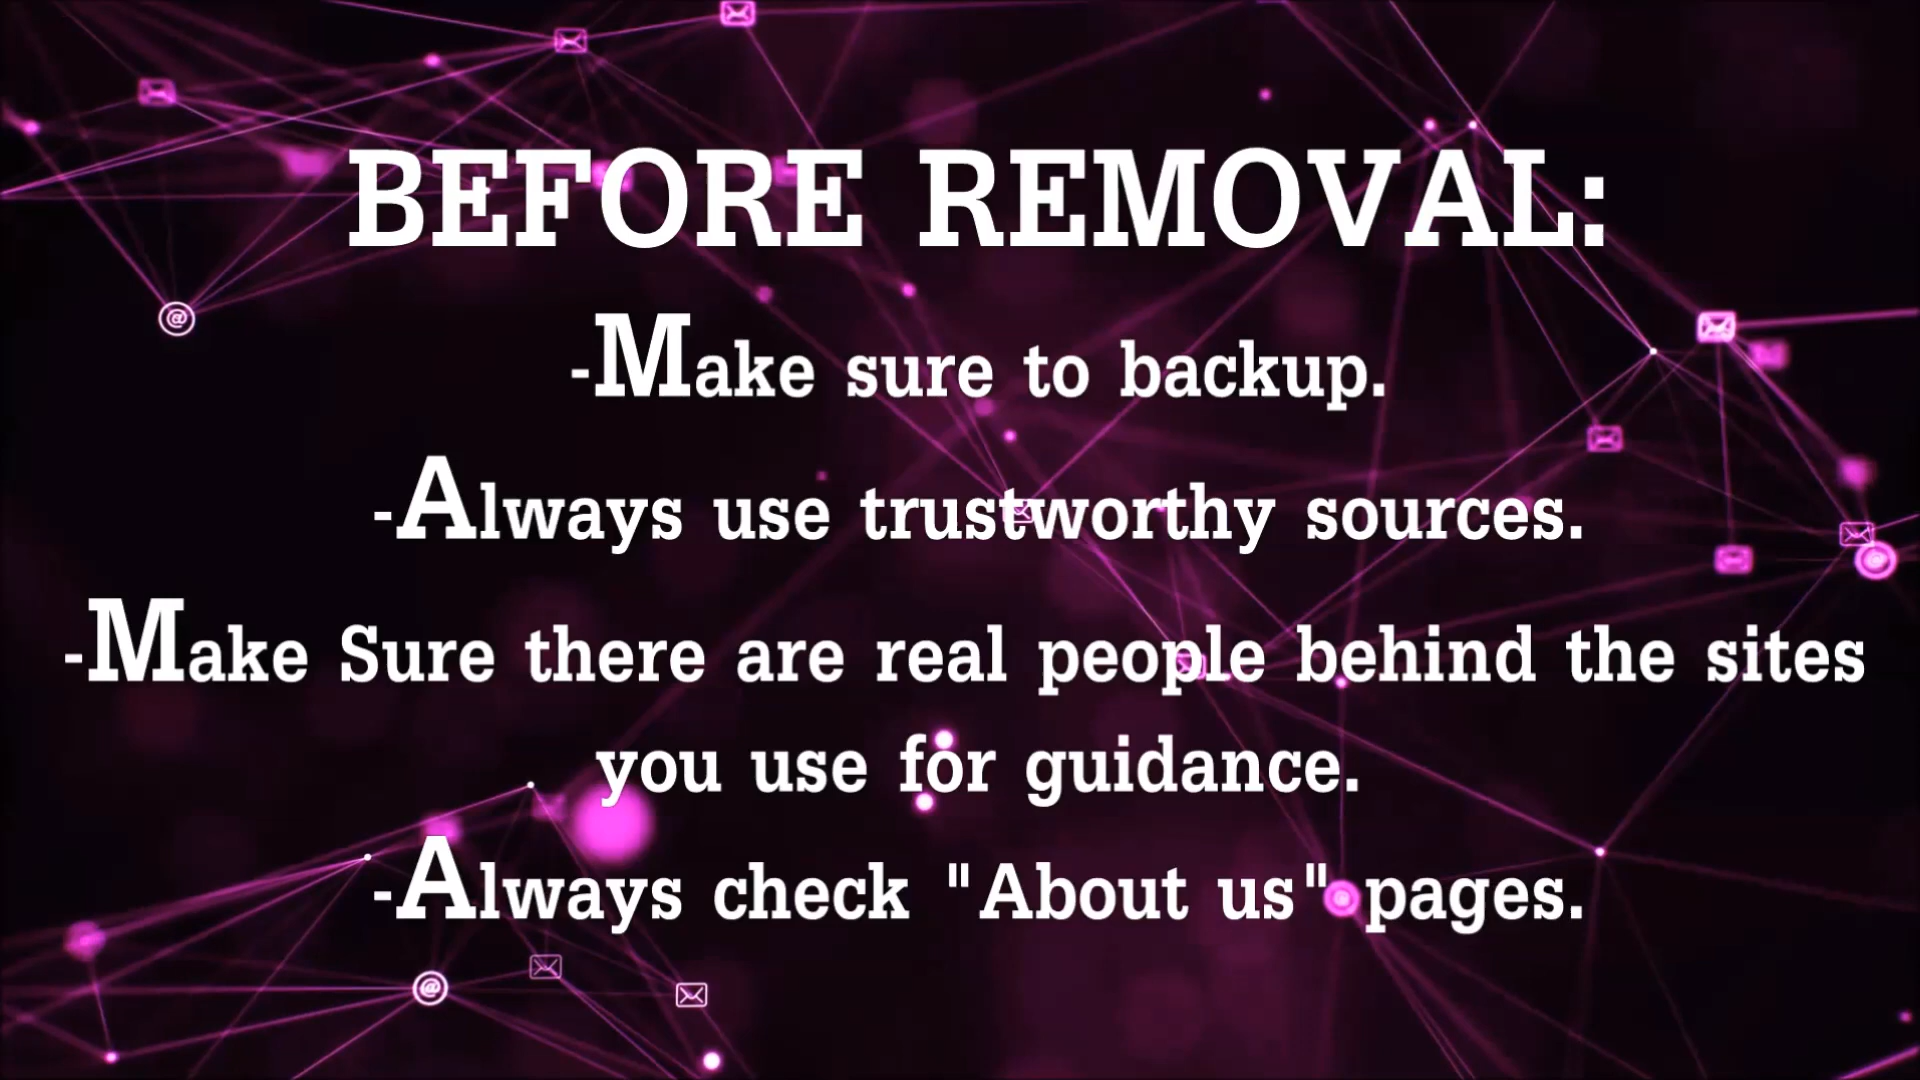 BEFORE REMOVAL:
-Make sure to backup.
-Always use trustworthy sources.
-Make Sure there are real people behind the sites
you use for guidance.
-Always check "About us" pages.